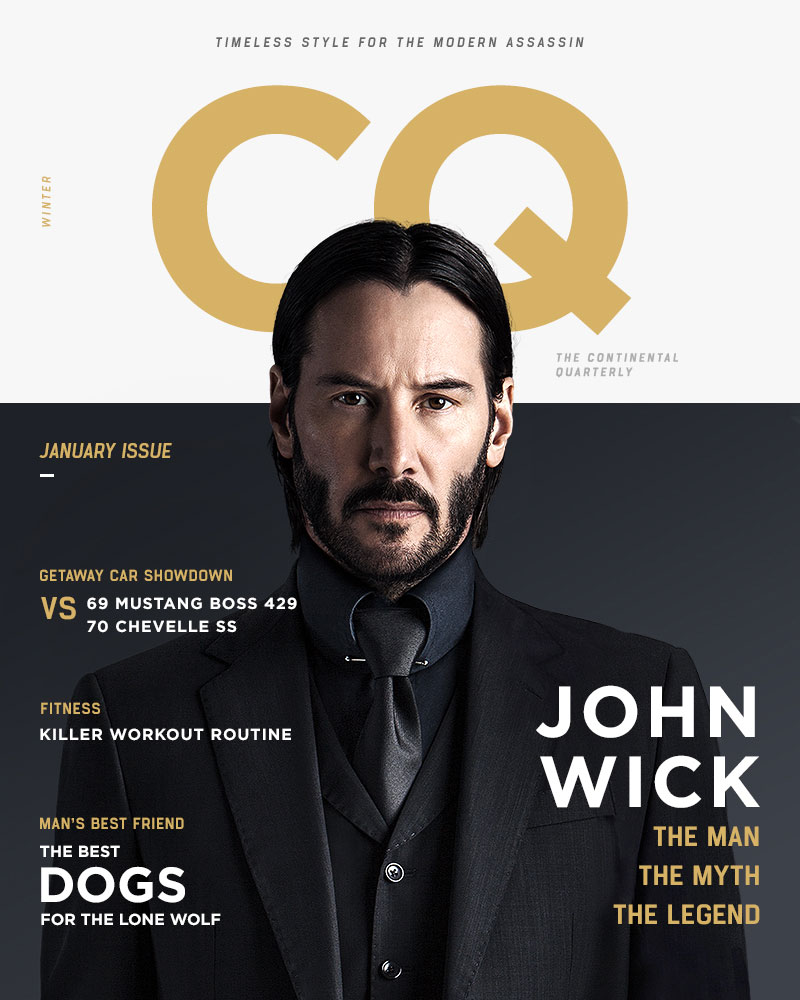 TIMELESS STYLE FOR THE MODERN ASSASSIN
CQ
WINTER
THE CONTINENTAL
QUARTERLY
JANUARY ISSUE
GETAWAY CAR SHOWDOWN
VS 69 MUSTANG BOSS 429
70 CHEVELLE SS
FITNESS
KILLER WORKOUT ROUTINE
MAN'S BEST FRIEND
THE BEST
DOGS
FOR THE LONE WOLF
JOHN
WICK
THE MAN
THE MYTH
THE LEGEND